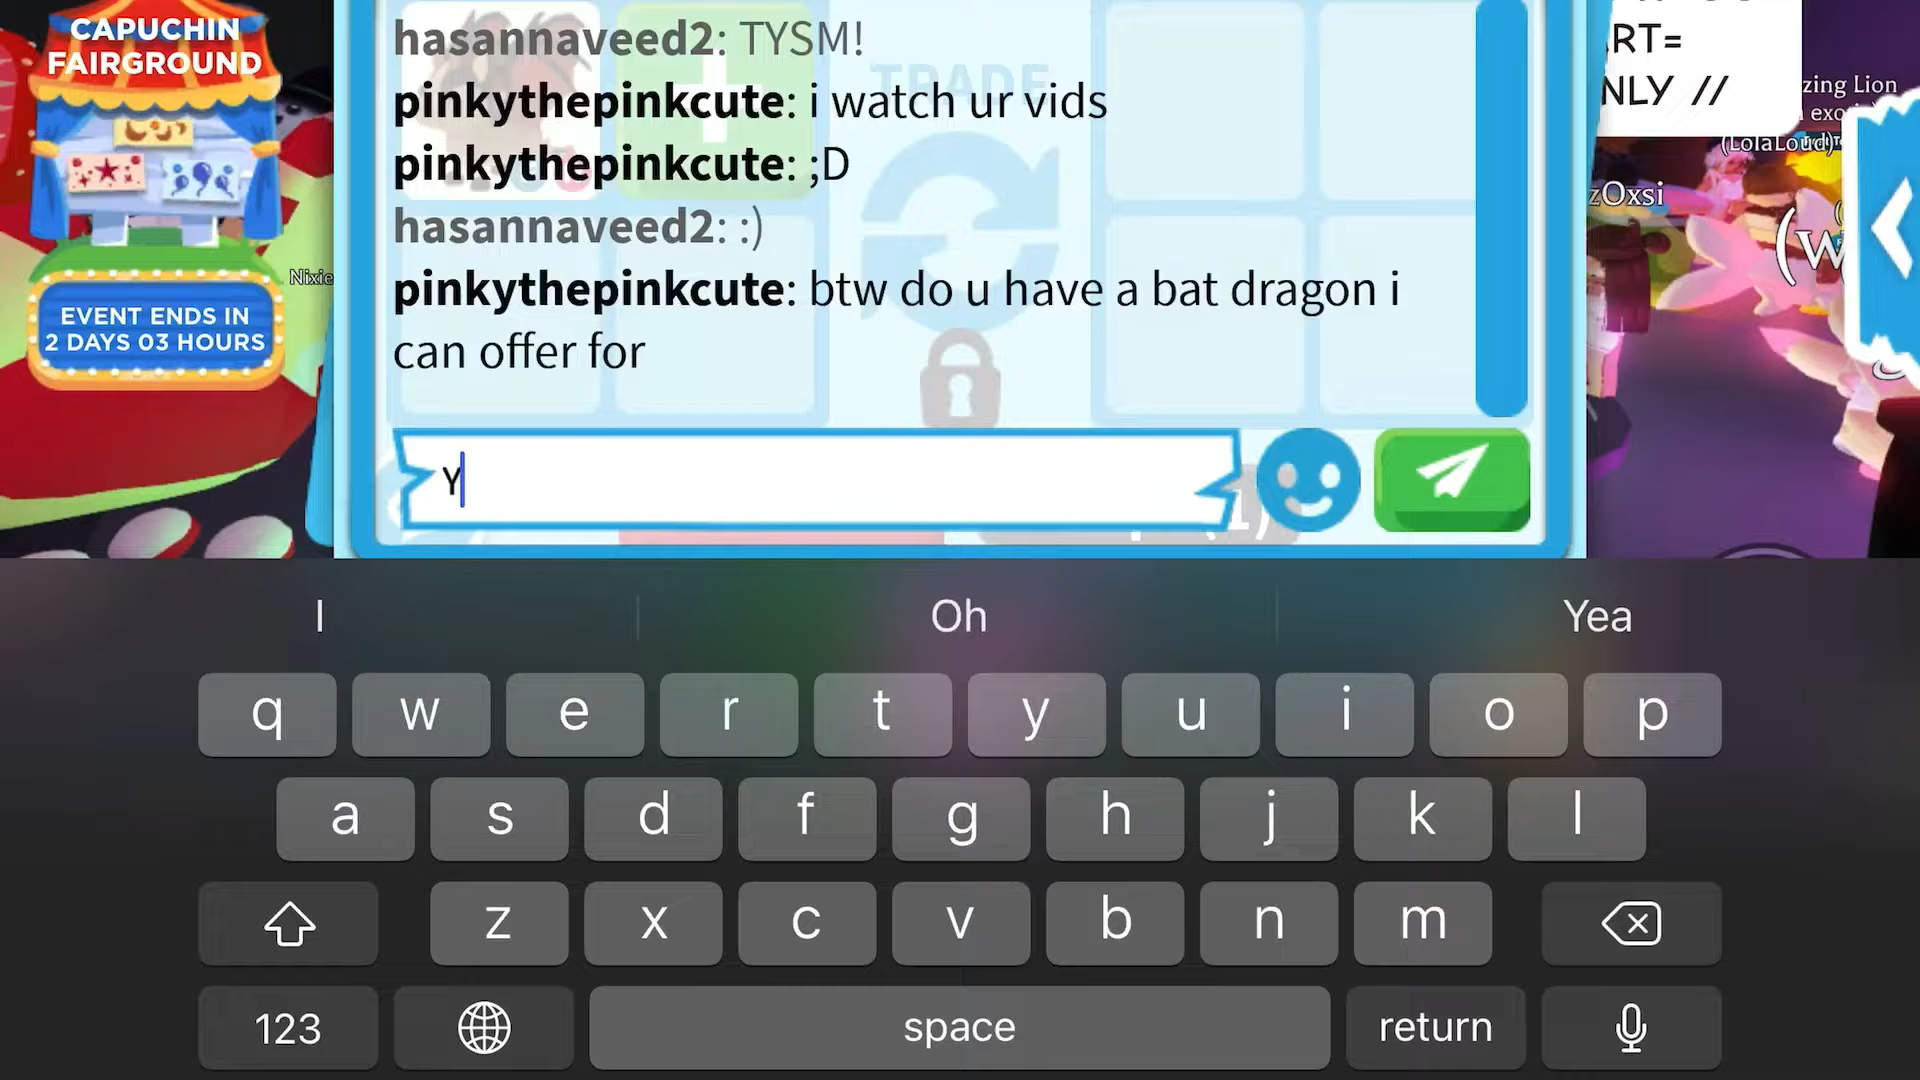 CAPUCHIN
FAIRGROUND
EVENT ENDS IN
2 DAYS 03 HOURS
Nixie
hasannaveed2: TYSM!
TRADE
pinkythepinkcute: i watch ur vids
pinkythepinkcute: ;D
hasannaveed2: :)
pinkythepinkcute: btw do u have a bat dragon i
can offer for
Y
RT=
NLY //
zing Lion
exo
(LolaLoud)
zOxsi
(W
I Oh Yea
q w e r t y u i o p
a s d f g h j k l
z x c v b n m
123 space return